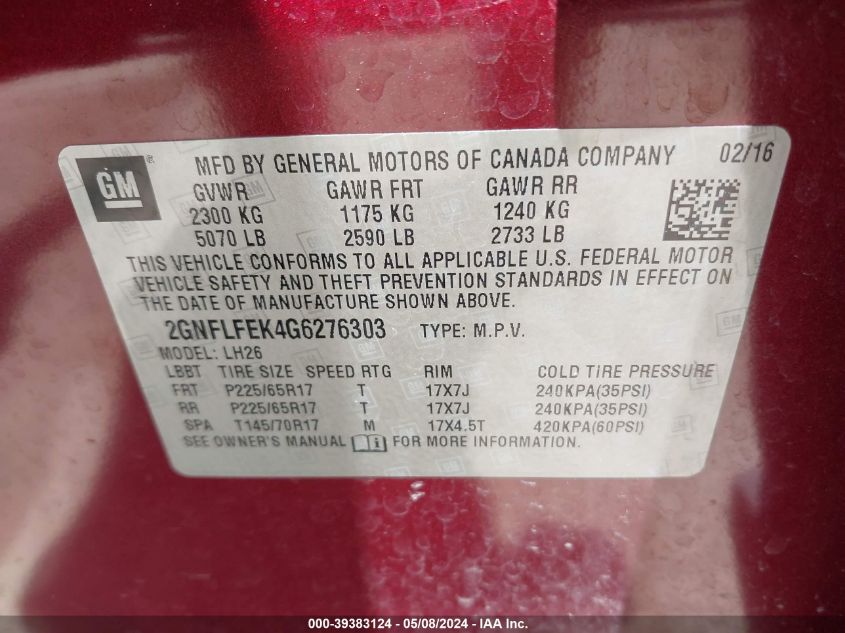 GM ®
MFD BY GENERAL MOTORS OF CANADA COMPANY 02/16
GVWR GAWR FRT GAWR RR
2300 KG 1175 KG 1240 KG
5070 LB 2590 LB 2733 LB
THIS VEHICLE CONFORMS TO ALL APPLICABLE U.S. FEDERAL MOTOR
VEHICLE SAFETY AND THEFT PREVENTION STANDARDS IN EFFECT ON
THE DATE OF MANUFACTURE SHOWN ABOVE.
2GNFLFEK4G6276303 TYPE: M.P.V.
MODEL: LH26
LBBT TIRE SIZE SPEED RTG RIM COLD TIRE PRESSURE
FRT P225/65R17 T 17X7J 240KPA(35PSI)
RR P225/65R17 T 17X7J 240KPA(35PSI)
SPA T145/70R17 M 17X4.5T 420KPA(60PSI)
SEE OWNER'S MANUAL FOR MORE INFORMATION.
000-39383124 - 05/08/2024 - IAA Inc.